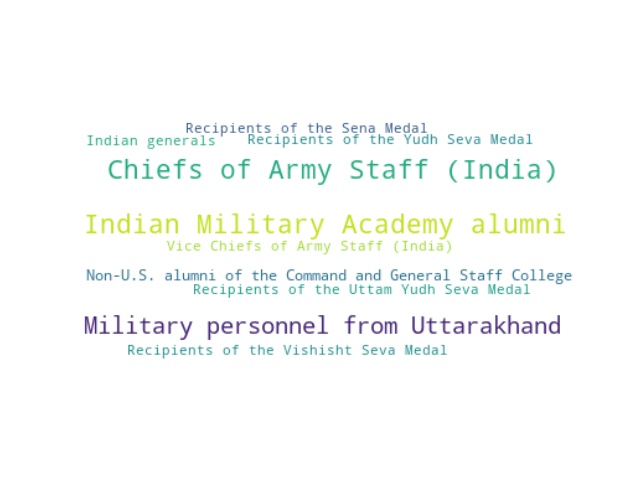 Recipients of the Sena Medal
Indian generals
Recipients of the Yudh Seva Medal
Chiefs of Army Staff (India)
Indian Military Academy alumni
Vice Chiefs of Army Staff (India)
Non-U.S. alumni of the Command and General Staff College
Recipients of the Uttam Yudh Seva Medal
Military personnel from Uttarakhand
Recipients of the Vishisht Seva Medal